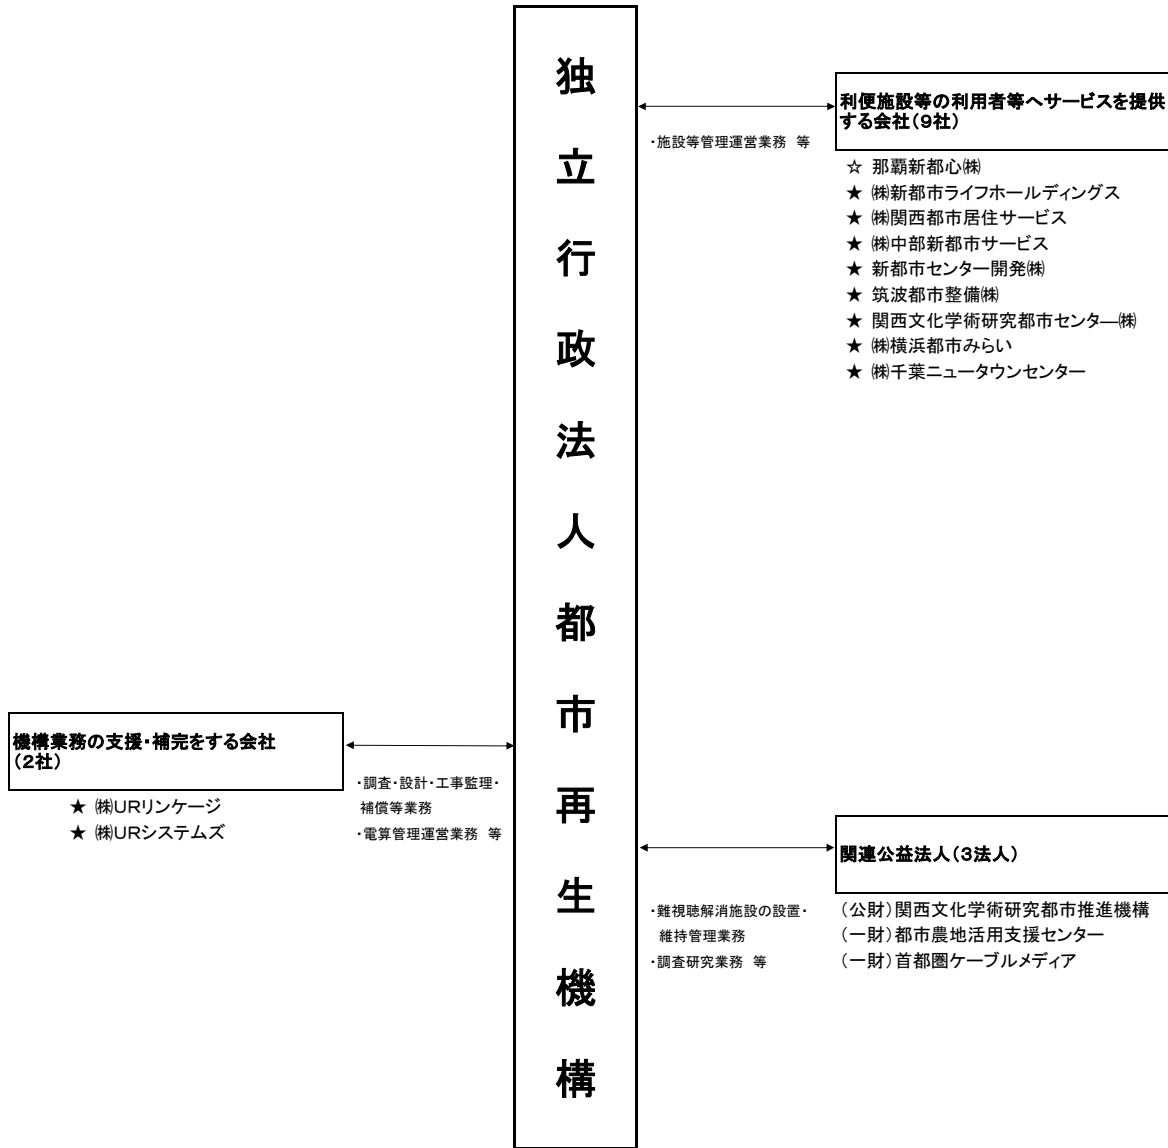 独立行政法人都市再生機構
利便施設等の利用者等へサービスを提供
する会社(9社)
・施設等管理運営業務 等
☆ 那覇新都心㈱
★ ㈱新都市ライフホールディングス
★ ㈱関西都市居住サービス
★ ㈱中部新都市サービス
★ 新都市センター開発㈱
★ 筑波都市整備㈱
★ 関西文化学術研究都市センタ―㈱
★ ㈱横浜都市みらい
★ ㈱千葉ニュータウンセンター
機構業務の支援・補完をする会社
(2社)
★ ㈱URリンケージ
★ ㈱URシステムズ
・調査・設計・工事監理・
補償等業務
・電算管理運営業務 等
関連公益法人(3法人)
・難視聴解消施設の設置・
維持管理業務
・調査研究業務 等
(公財)関西文化学術研究都市推進機構
(一財)都市農地活用支援センター
(一財)首都圏ケーブルメディア